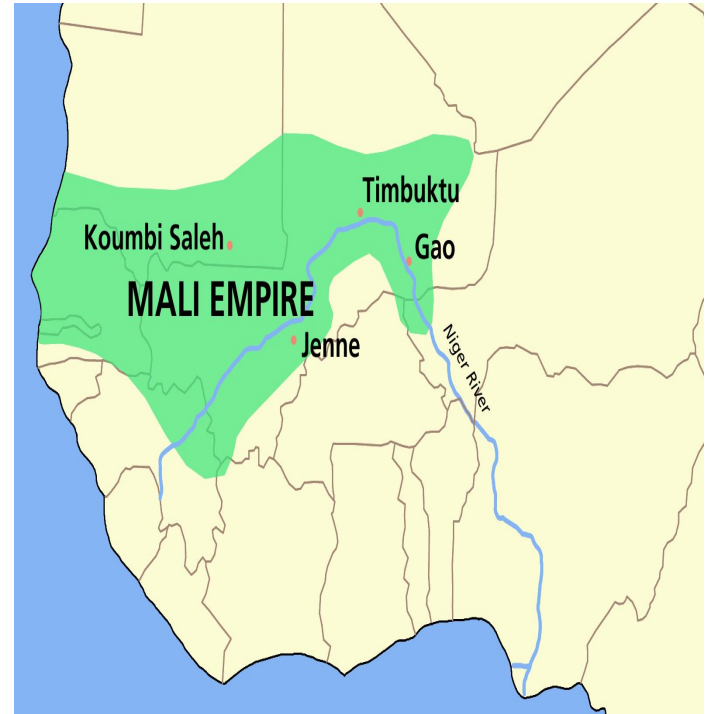 Timbuktu
Koumbi Saleh
Gao
MALI EMPIRE
Jenne
Niger River